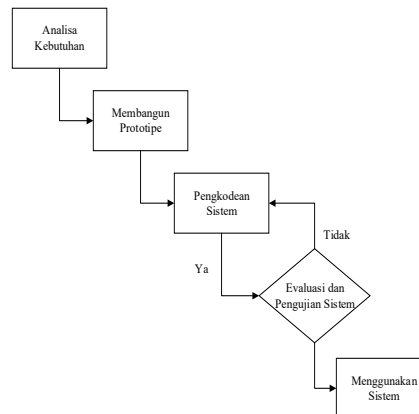 Analisa
Kebutuhan
Membangun
Prototipe
Pengkodean
Sistem
Tidak
Ya
Evaluasi dan
Pengujian Sistem
Menggunakan
Sistem